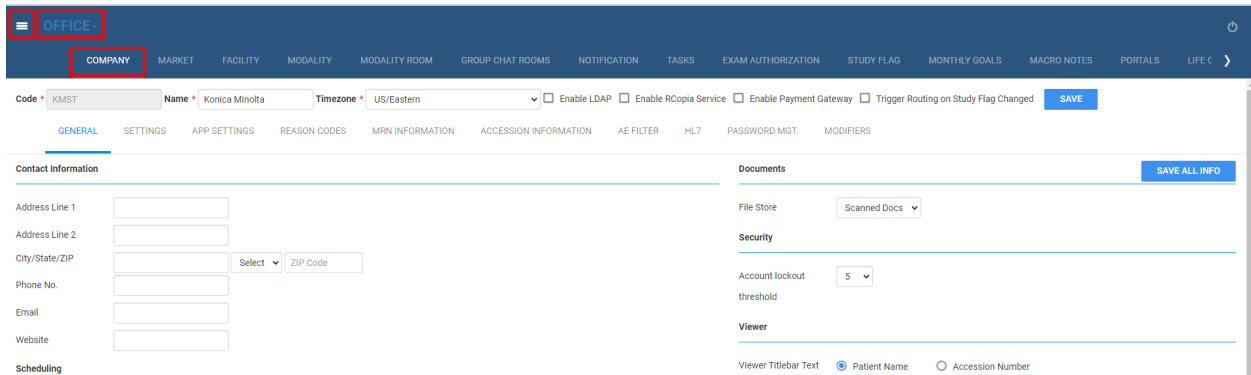 OFFICE
COMPANY MARKET FACILITY MODALITY MODALITY ROOM GROUP CHAT ROOMS NOTIFICATION TASKS EXAM AUTHORIZATION STUDY FLAG MONTHLY GOALS MACRO NOTES PORTALS LIFE C
Code * KMST Name * Konica Minolta Timezone * US/Eastern Enable LDAP Enable RCopia Service Enable Payment Gateway Trigger Routing on Study Flag Changed SAVE
GENERAL SETTINGS APP SETTINGS REASON CODES MRN INFORMATION ACCESSION INFORMATION AE FILTER HL7 PASSWORD MGT. MODIFIERS
Contact Information
Address Line 1
Address Line 2
City/State/ZIP Select ZIP Code
Phone No.
Email
Website
Scheduling
Documents SAVE ALL INFO
File Store Scanned Docs
Security
Account lockout threshold 5
Viewer
Viewer Titlebar Text Patient Name Accession Number